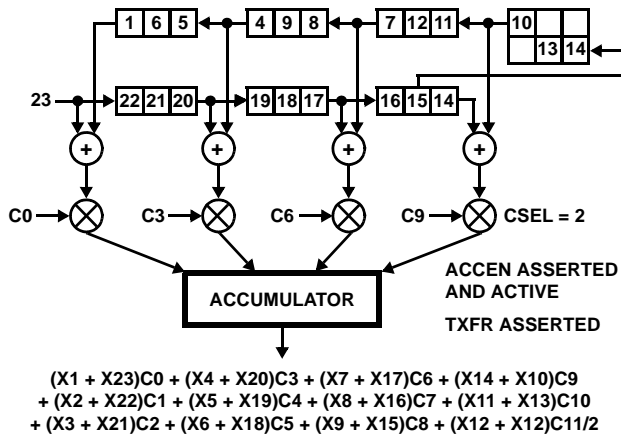 1 6 5 4 9 8 7 12 11 10
13 14
23 22 21 20 19 18 17 16 15 14
+ + + +
C0 C3 C6 C9 CSEL = 2
ACCUMULATOR
ACCEN ASSERTED
AND ACTIVE
TXFR ASSERTED
(X1 + X23)C0 + (X4 + X20)C3 + (X7 + X17)C6 + (X14 + X10)C9
+ (X2 + X22)C1 + (X5 + X19)C4 + (X8 + X16)C7 + (X11 + X13)C10
+ (X3 + X21)C2 + (X6 + X18)C5 + (X9 + X15)C8 + (X12 + X12)C11/2